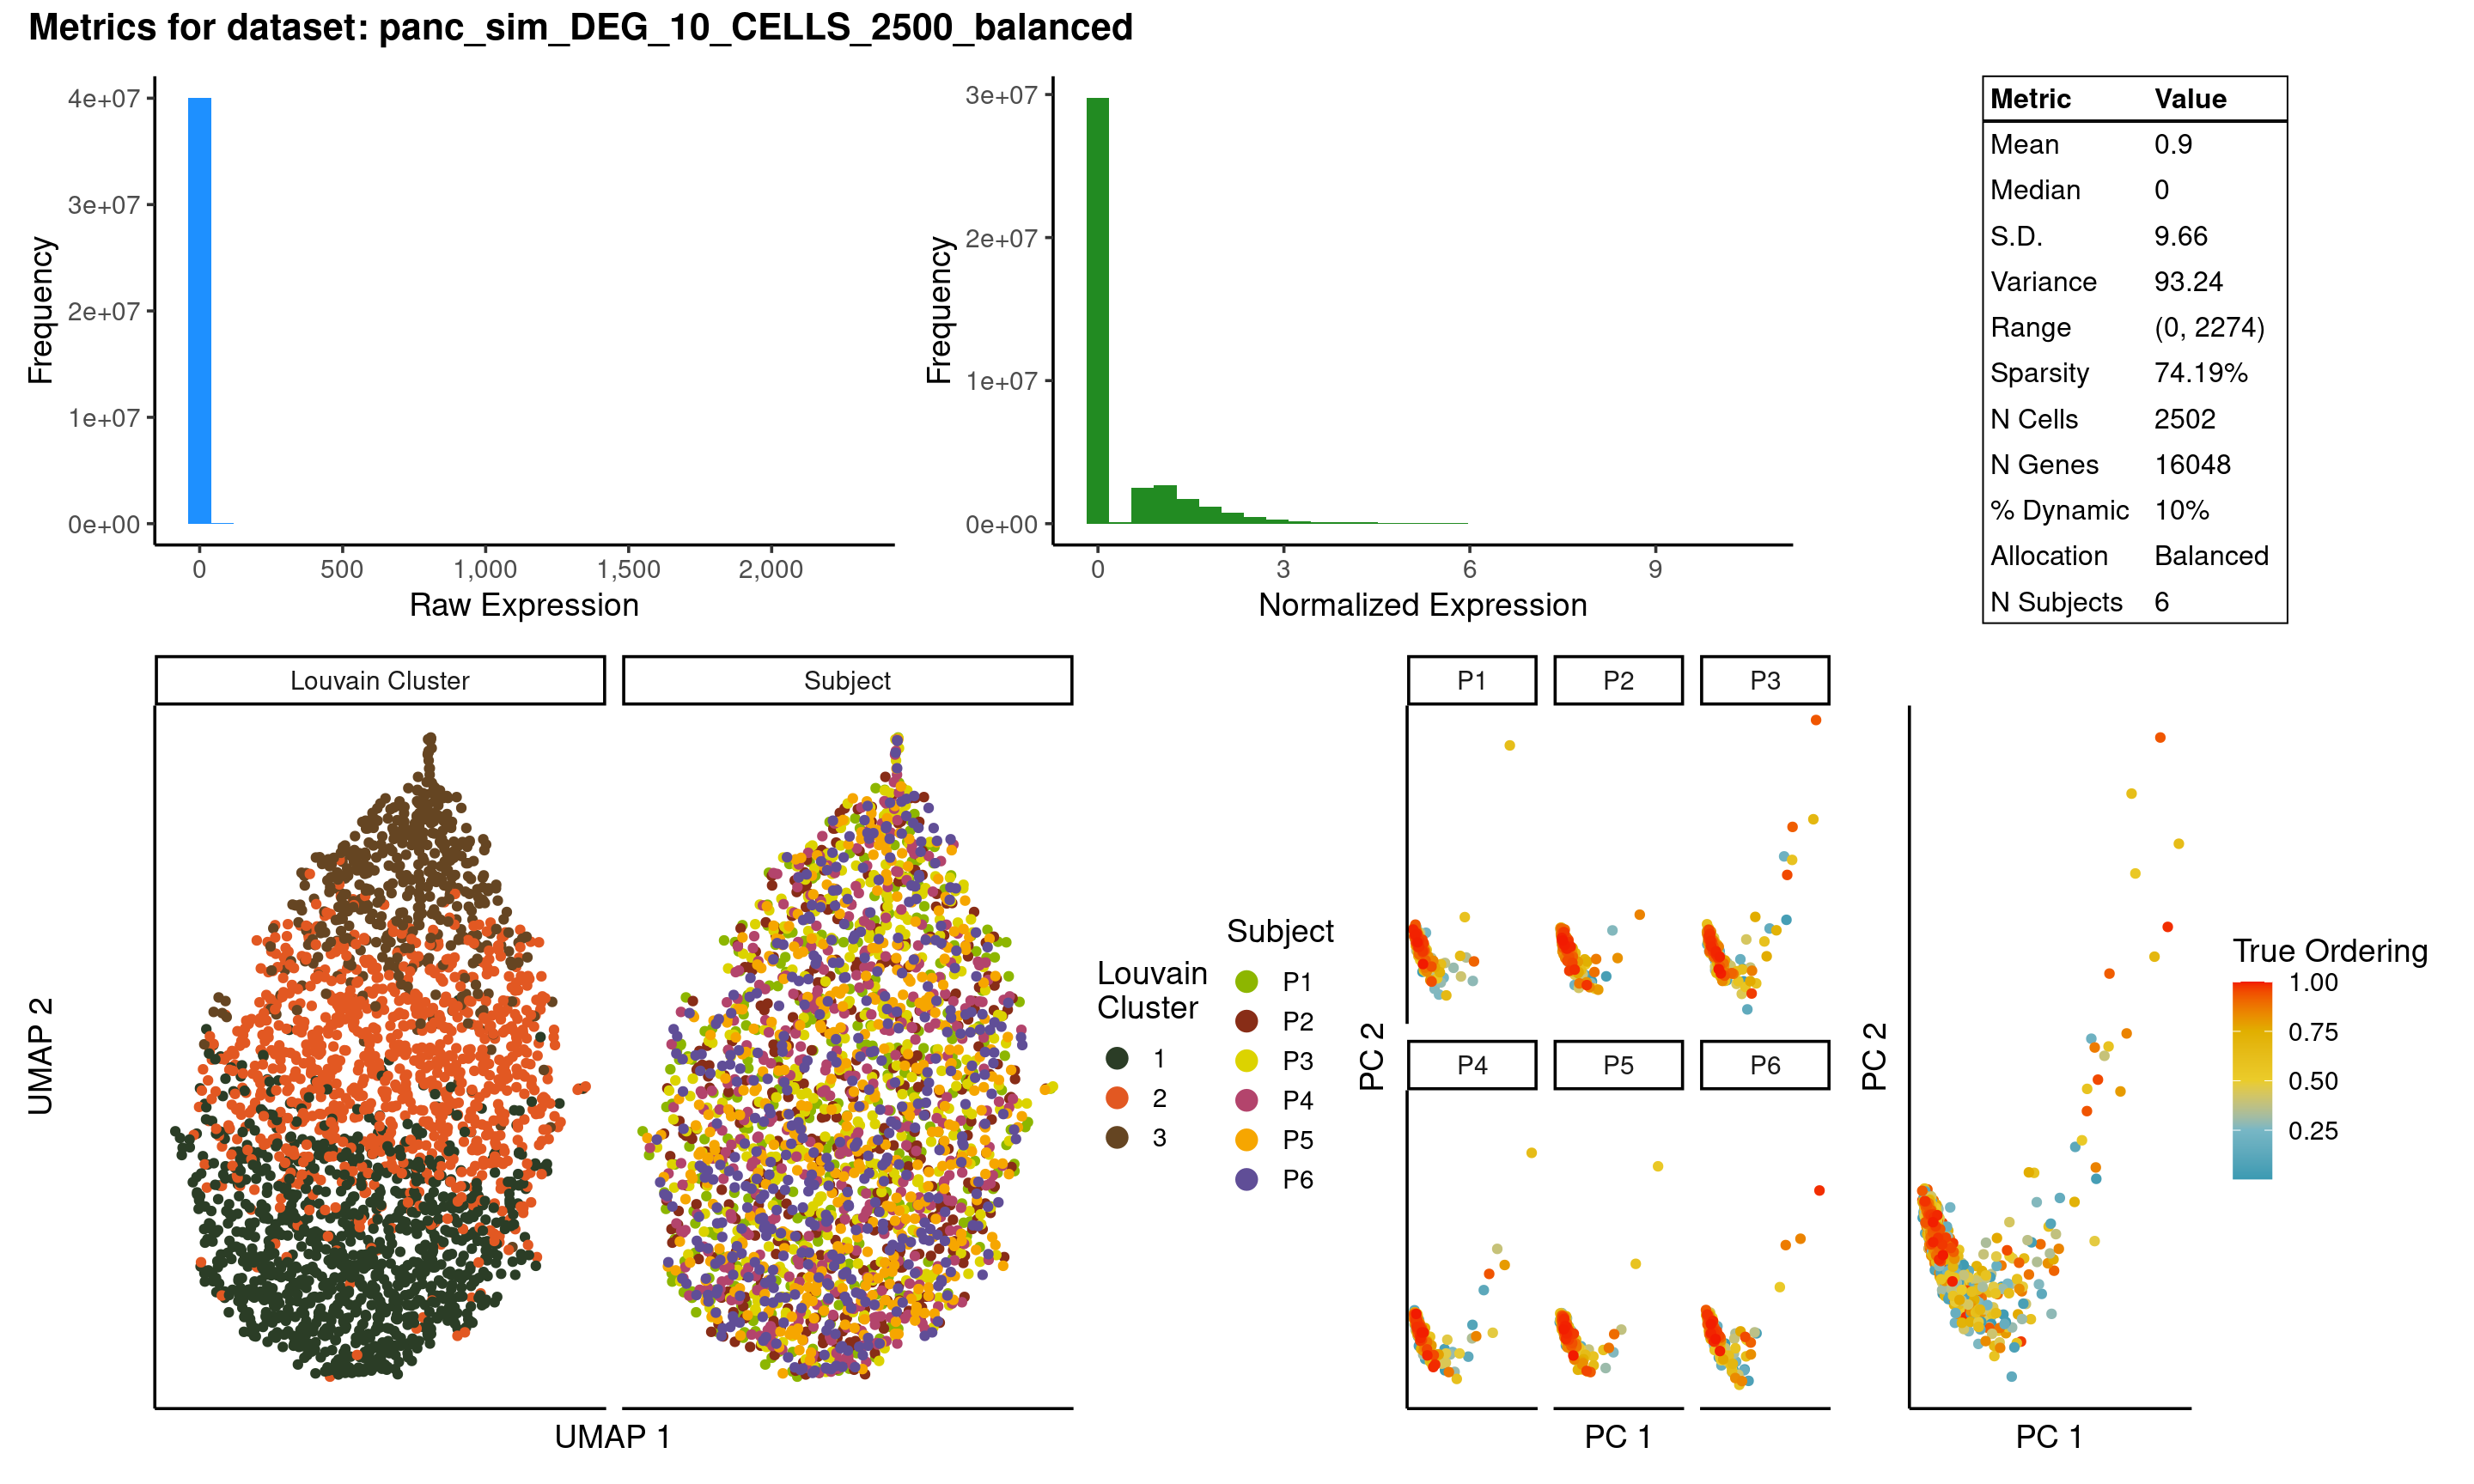 Metrics for dataset: panc_sim_DEG_10_CELLS_2500_balanced
Frequency
4e+07
3e+07
2e+07
1e+07
0e+00
0 500 1,000 1,500 2,000
Raw Expression
Frequency
3e+07
2e+07
1e+07
0e+00
0 3 6 9
Normalized Expression
Metric Value
Mean 0.9
Median 0
S.D. 9.66
Variance 93.24
Range (0, 2274)
Sparsity 74.19%
N Cells 2502
N Genes 16048
% Dynamic 10%
Allocation Balanced
N Subjects 6
Louvain Cluster Subject
UMAP 2
UMAP 1
Louvain
Cluster
1
2
3
Subject
P1
P2
P3
P4
P5
P6
P1 P2 P3
PC 2
P4 P5 P6
PC 1
PC 2
PC 1
True Ordering
1.00
0.75
0.50
0.25